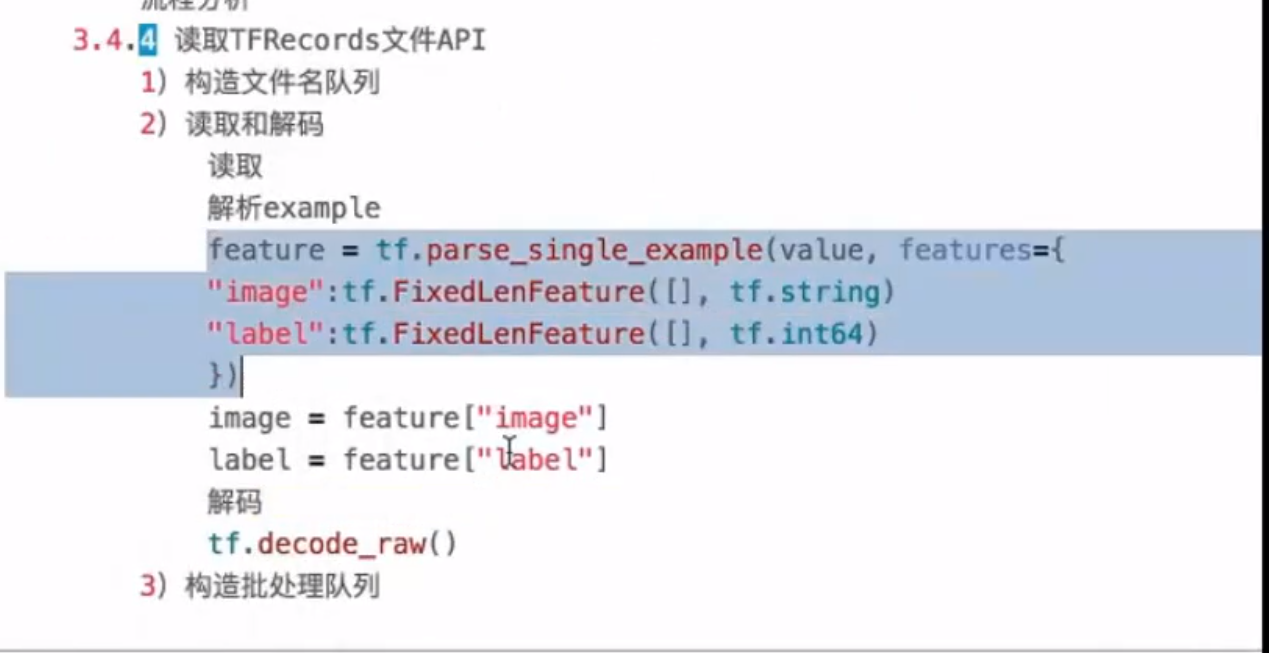 流程分析
3.4.4 读取TFRecords文件API
1) 构造文件名队列
2) 读取和解码
读取
解析example
feature = tf.parse_single_example(value, features={
"image":tf.FixedLenFeature([], tf.string)
"label":tf.FixedLenFeature([], tf.int64)
})
image = feature["image"]
label = feature["label"]
解码
tf.decode_raw()
3) 构造批处理队列